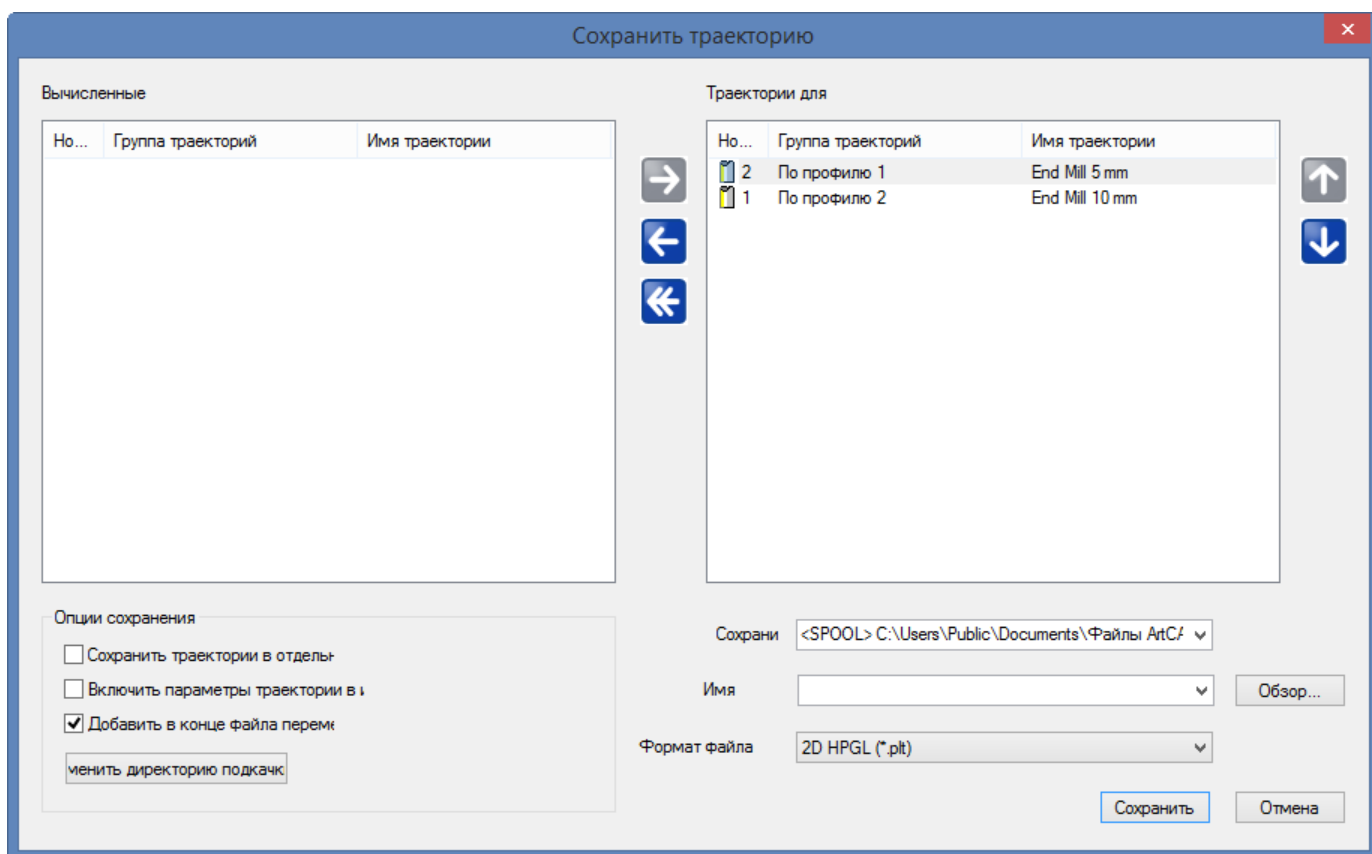 Сохранить траекторию
Вычисленные
Траектории для
Но... Группа траекторий Имя траектории
Но... Группа траекторий Имя траектории
2 По профилю 1 End Mill 5 mm
1 По профилю 2 End Mill 10 mm
Опции сохранения
Сохранить траектории в отдельн
Включить параметры траектории в и
Добавить в конце файла переме
менить директорию подкачк
Сохрани <SPOOL> C:\Users\Public\Documents\Файлы ArtCA
Имя
Обзор...
Формат файла 2D HPGL (*.plt)
Сохранить Отмена